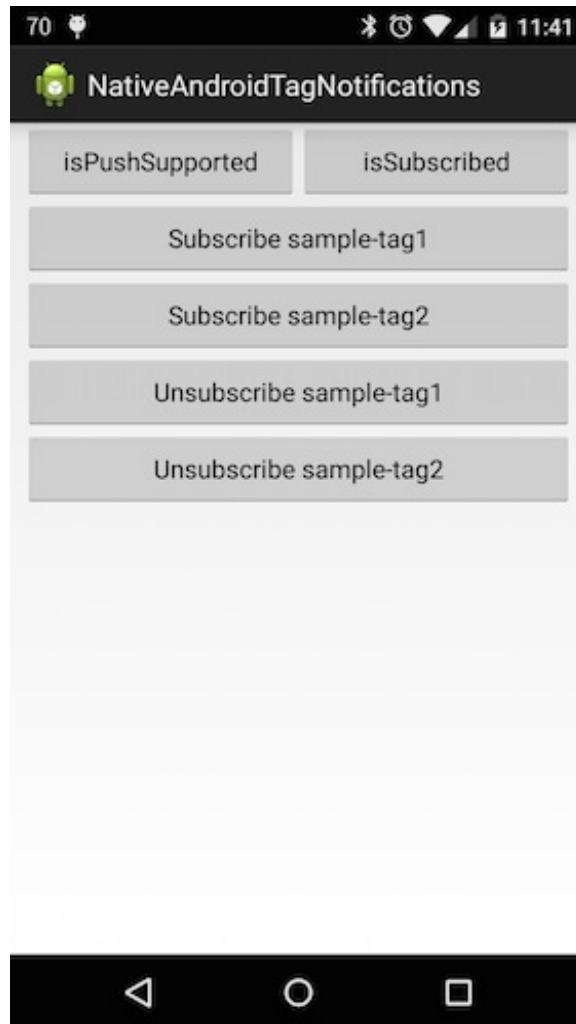 70 11:41
NativeAndroidTagNotifications
isPushSupported isSubscribed
Subscribe sample-tag1
Subscribe sample-tag2
Unsubscribe sample-tag1
Unsubscribe sample-tag2